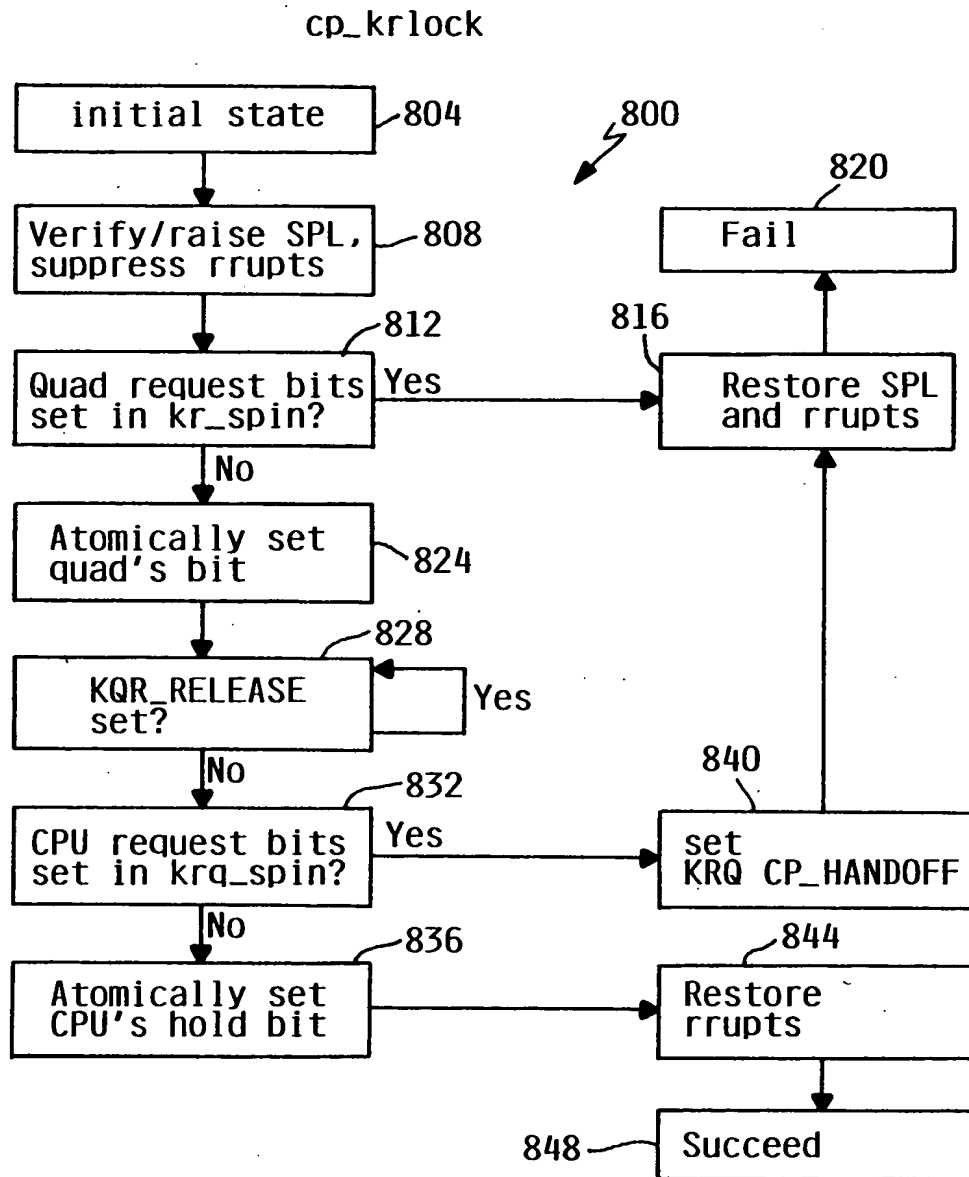 cp_krlock
initial state
804
800
820
Fail
Verify/raise SPL,
suppress rrupts
808
812
816
Quad request bits
set in kr_spin?
Yes
Restore SPL
and rrupts
No
Atomically set
quad's bit
824
828
KQR_RELEASE
set?
Yes
No
832
840
CPU request bits
set in krq_spin?
Yes
set
KRQ CP_HANDOFF
No
836
844
Atomically set
CPU's hold bit
Restore
rrupts
848
Succeed